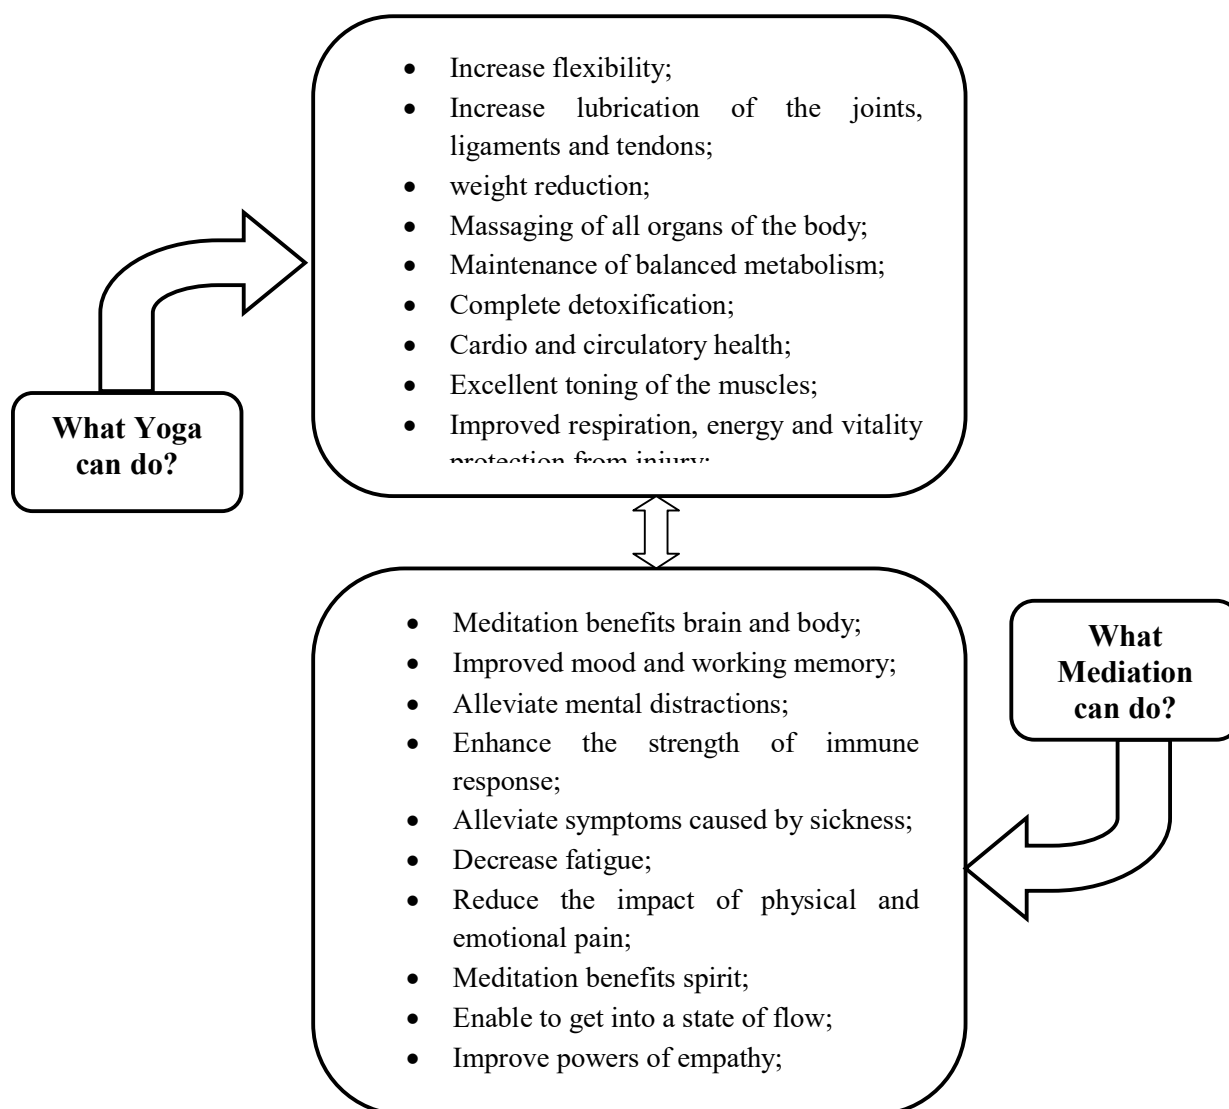 • Increase flexibility;
• Increase lubrication of the joints,
ligaments and tendons;
• weight reduction;
• Massaging of all organs of the body;
• Maintenance of balanced metabolism;
• Complete detoxification;
• Cardio and circulatory health;
• Excellent toning of the muscles;
• Improved respiration, energy and vitality
protection from injury;
What Yoga
can do?
• Meditation benefits brain and body;
• Improved mood and working memory;
• Alleviate mental distractions;
• Enhance the strength of immune
response;
• Alleviate symptoms caused by sickness;
• Decrease fatigue;
• Reduce the impact of physical and
emotional pain;
• Meditation benefits spirit;
• Enable to get into a state of flow;
• Improve powers of empathy;
What
Mediation
can do?